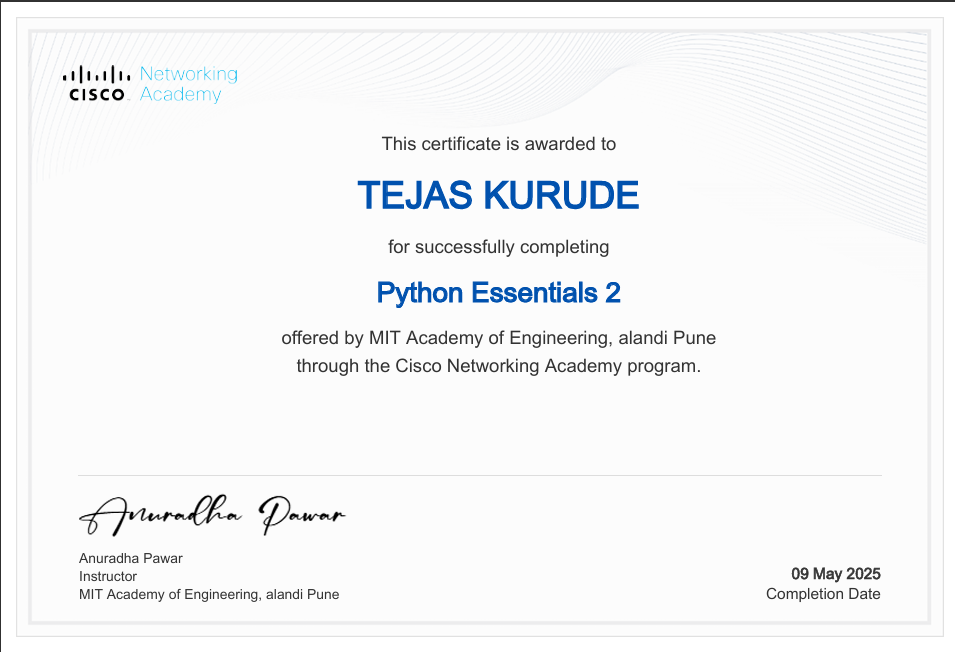 Networking
CISCO Academy
This certificate is awarded to
TEJAS KURUDE
for successfully completing
Python Essentials 2
offered by MIT Academy of Engineering, alandi Pune
through the Cisco Networking Academy program.
Anuradha Pawar
Anuradha Pawar
Instructor
MIT Academy of Engineering, alandi Pune
09 May 2025
Completion Date